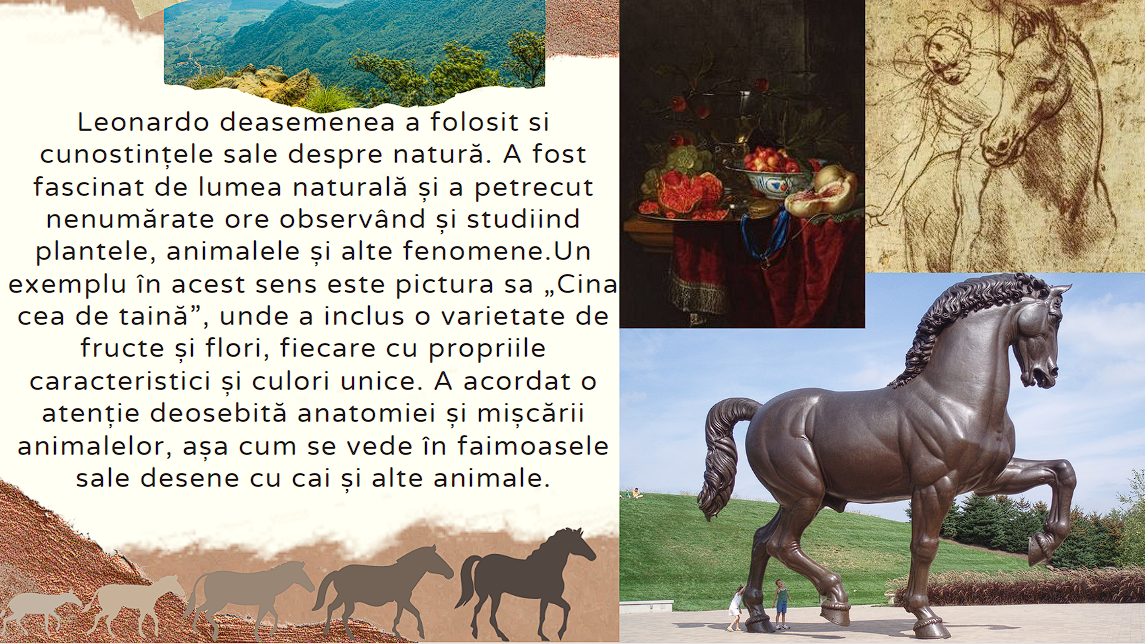 Leonardo deasemenea a folosit si
cunostințele sale despre natură. A fost
fascinat de lumea naturală și a petrecut
nenumărate ore observând și studiind
plantele, animalele și alte fenomene.Un
exemplu în acest sens este pictura sa „Cina
cea de taină”, unde a inclus o varietate de
fructe și flori, fiecare cu propriile
caracteristici și culori unice. A acordat o
atenție deosebită anatomiei și mișcării
animalelor, așa cum se vede în faimoasele
sale desene cu cai și alte animale.